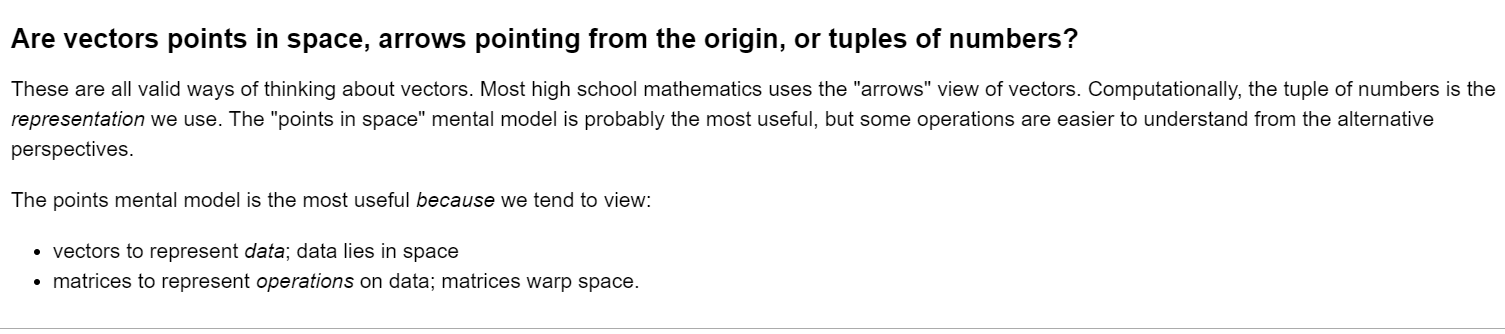 Are vectors points in space, arrows pointing from the origin, or tuples of numbers?
These are all valid ways of thinking about vectors. Most high school mathematics uses the "arrows" view of vectors. Computationally, the tuple of numbers is the
representation we use. The "points in space" mental model is probably the most useful, but some operations are easier to understand from the alternative
perspectives.
The points mental model is the most useful because we tend to view:
• vectors to represent data; data lies in space
• matrices to represent operations on data; matrices warp space.